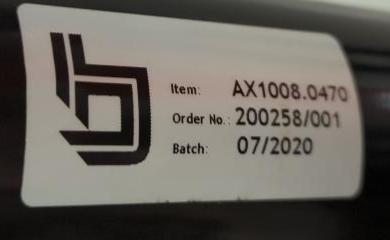 Item: AX1008.0470
Order No.: 200258/001
Batch: 07/2020